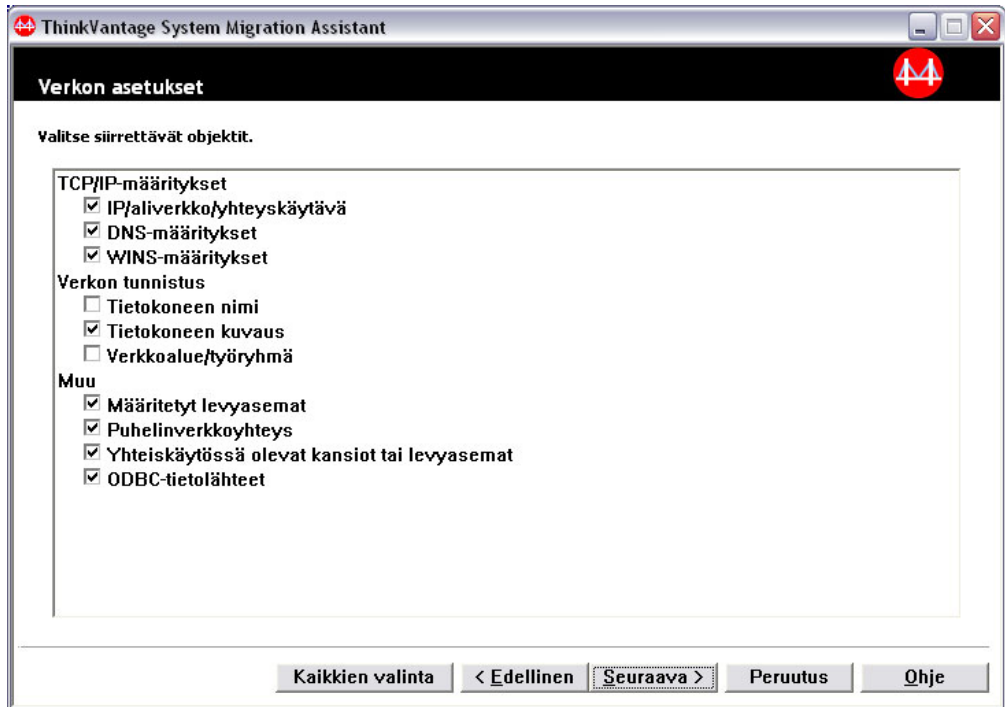 ThinkVantage System Migration Assistant
Verkon asetukset
Valitse siirrettävät objektit.
TCP/IP-määritykset
IP/aliverkko/yhteyskäytävä
DNS-määritykset
WINS-määritykset
Verkon tunnistus
Tietokoneen nimi
Tietokoneen kuvaus
Verkkoalue/työryhmä
Muu
Määritetyt levyasemat
Puhelinverkkoyhteys
Yhteiskäytössä olevat kansiot tai levyasemat
ODBC-tietolähteet
Kaikkien valinta < Edellinen Seuraava > Peruutus Ohje